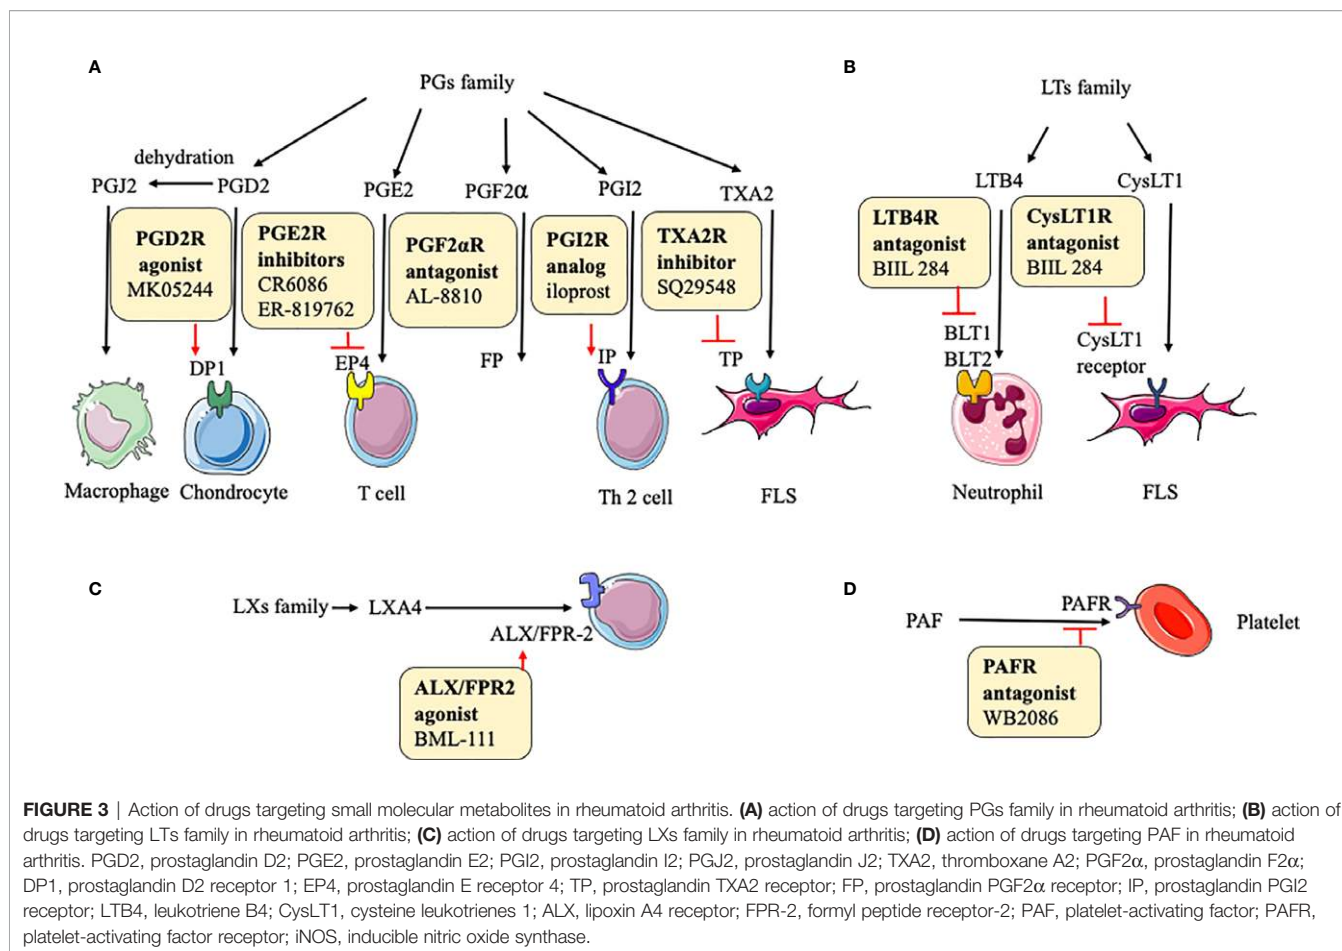 A
PGs family
dehydration
PGJ2
PGD2
PGE2
PGF2α
PGI2
TXA2
PGD2R
agonist
MK05244
PGE2R
inhibitors
CR6086
ER-819762
PGF2αR
antagonist
AL-8810
PGI2R
analog
iloprost
TXA2R
inhibitor
SQ29548
DP1
EP4
FP
IP
TP
Macrophage
Chondrocyte
T cell
Th 2 cell
FLS
B
LTs family
LTB4
CysLT1
LTB4R
antagonist
BIIL 284
CysLT1R
antagonist
BIIL 284
BLT1
BLT2
CysLT1
receptor
Neutrophil
FLS
C
LXs family
LXA4
ALX/FPR-2
ALX/FPR2
agonist
BML-111
D
PAF
PAFR
Platelet
PAFR
antagonist
WB2086
FIGURE 3 | Action of drugs targeting small molecular metabolites in rheumatoid arthritis. (A) action of drugs targeting PGs family in rheumatoid arthritis; (B) action of
drugs targeting LTs family in rheumatoid arthritis; (C) action of drugs targeting LXs family in rheumatoid arthritis; (D) action of drugs targeting PAF in rheumatoid
arthritis. PGD2, prostaglandin D2; PGE2, prostaglandin E2; PGI2, prostaglandin I2; PGJ2, prostaglandin J2; TXA2, thromboxane A2; PGF2α, prostaglandin F2α;
DP1, prostaglandin D2 receptor 1; EP4, prostaglandin E receptor 4; TP, prostaglandin TXA2 receptor; FP, prostaglandin PGF2α receptor; IP, prostaglandin PGI2
receptor; LTB4, leukotriene B4; CysLT1, cysteine leukotrienes 1; ALX, lipoxin A4 receptor; FPR-2, formyl peptide receptor-2; PAF, platelet-activating factor; PAFR,
platelet-activating factor receptor; iNOS, inducible nitric oxide synthase.